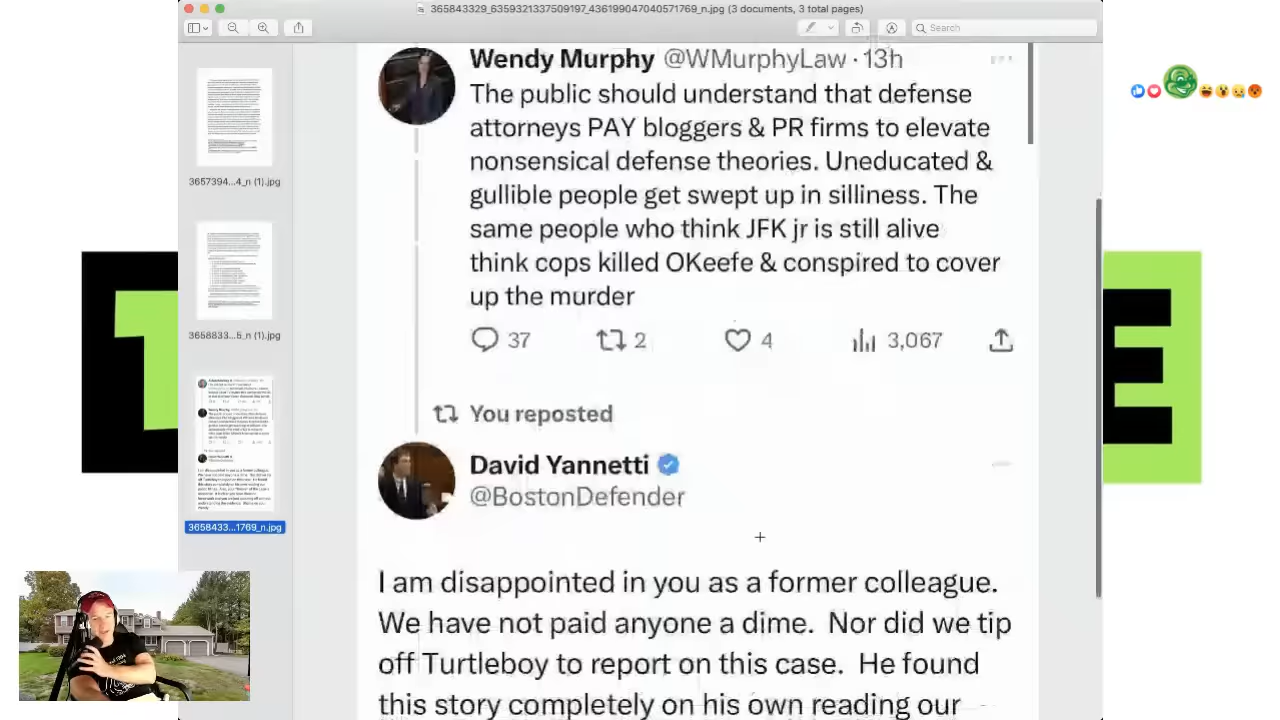 365843329_6359321337509197_436199047040571769_n.jpg (3 documents, 3 total pages)
Search
3657394...4_n (1).jpg
3658833...5_n (1).jpg
3658433...1769_n.jpg
Wendy Murphy @WMurphyLaw · 13h
The public should understand that defense
attorneys PAY bloggers & PR firms to elevate
nonsensical defense theories. Uneducated &
gullible people get swept up in silliness. The
same people who think JFK jr is still alive
think cops killed OKeefe & conspired to cover
up the murder
37 2 4 3,067
You reposted
David Yannetti
@BostonDefender
I am disappointed in you as a former colleague.
We have not paid anyone a dime. Nor did we tip
off Turtleboy to report on this case. He found
this story completely on his own reading our
E